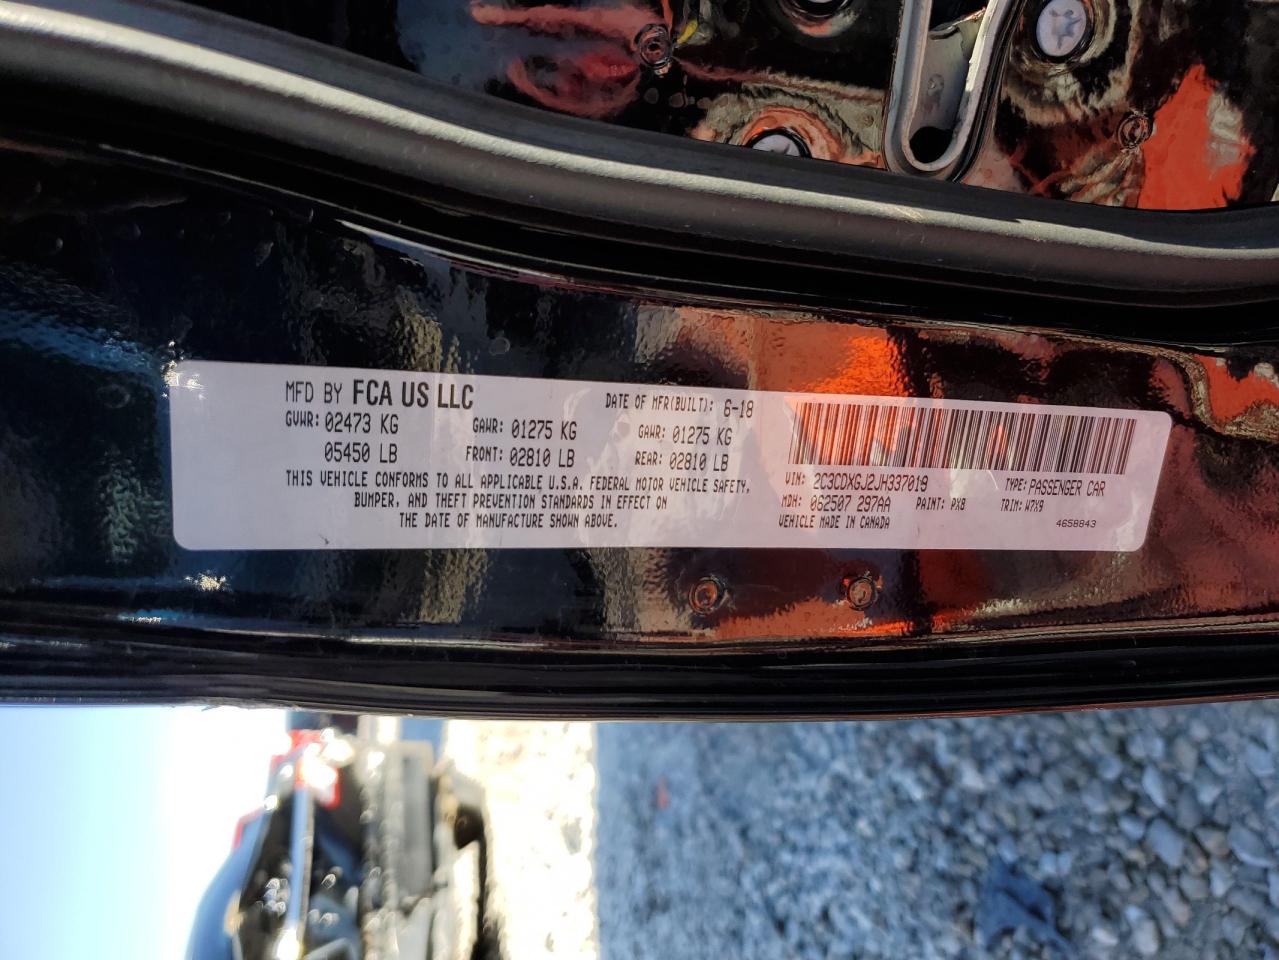 MFD BY FCA US LLC DATE OF MFR(BUILT): 6-18
GVWR: 02473 KG GAWR: 01275 KG GAWR: 01275 KG
05450 LB FRONT: 02810 LB REAR: 02810 LB
THIS VEHICLE CONFORMS TO ALL APPLICABLE U.S.A. FEDERAL MOTOR VEHICLE SAFETY,
BUMPER, AND THEFT PREVENTION STANDARDS IN EFFECT ON
THE DATE OF MANUFACTURE SHOWN ABOVE.
VIN: 2C3CDXGJ2JH337019 TYPE: PASSENGER CAR
MDH: 062507 297AA PAINT: PX8 TRIM: W7X9
VEHICLE MADE IN CANADA 4658843